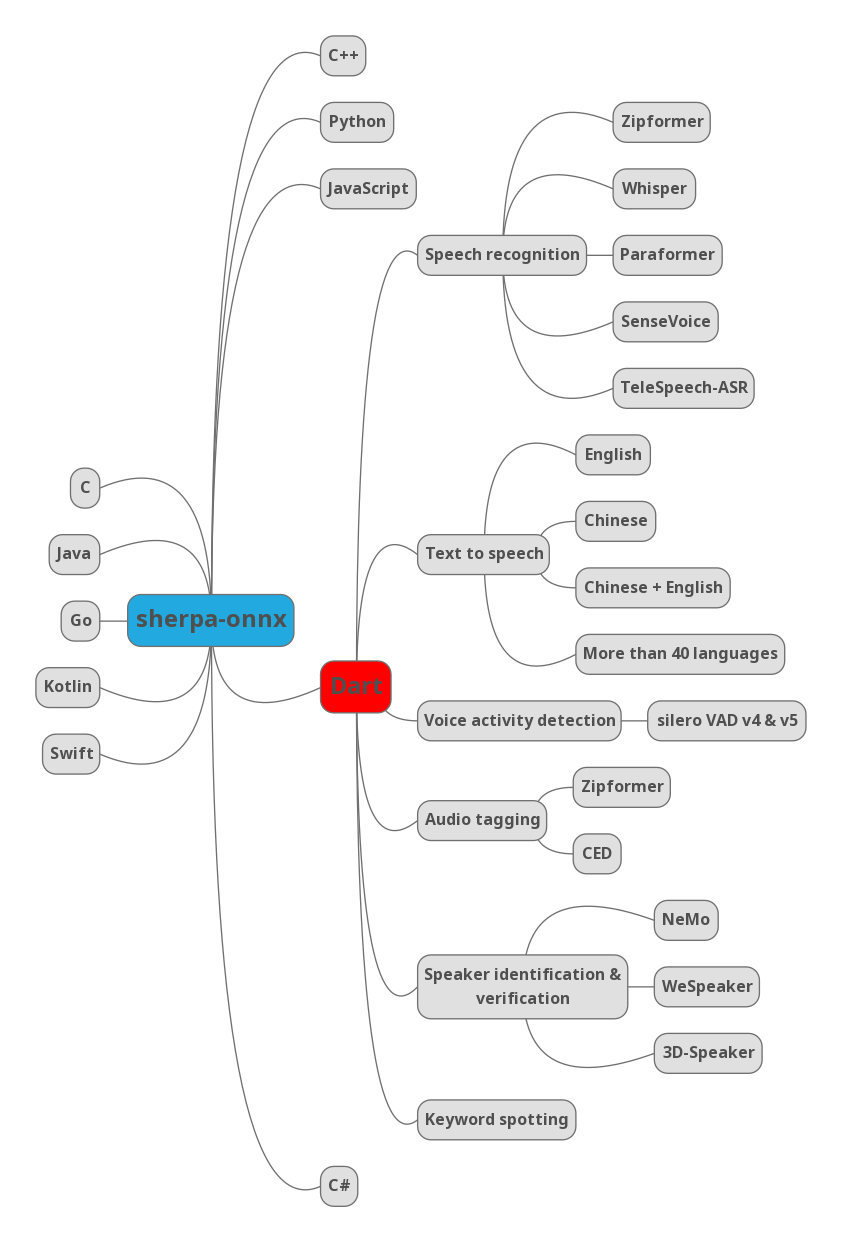 C++
Python
JavaScript
C
Java
Go
Kotlin
Swift
sherpa-onnx
Dart
Speech recognition
Zipformer
Whisper
Paraformer
SenseVoice
TeleSpeech-ASR
Text to speech
English
Chinese
Chinese + English
More than 40 languages
Voice activity detection
silero VAD v4 & v5
Audio tagging
Zipformer
CED
Speaker identification &
verification
NeMo
WeSpeaker
3D-Speaker
Keyword spotting
C#